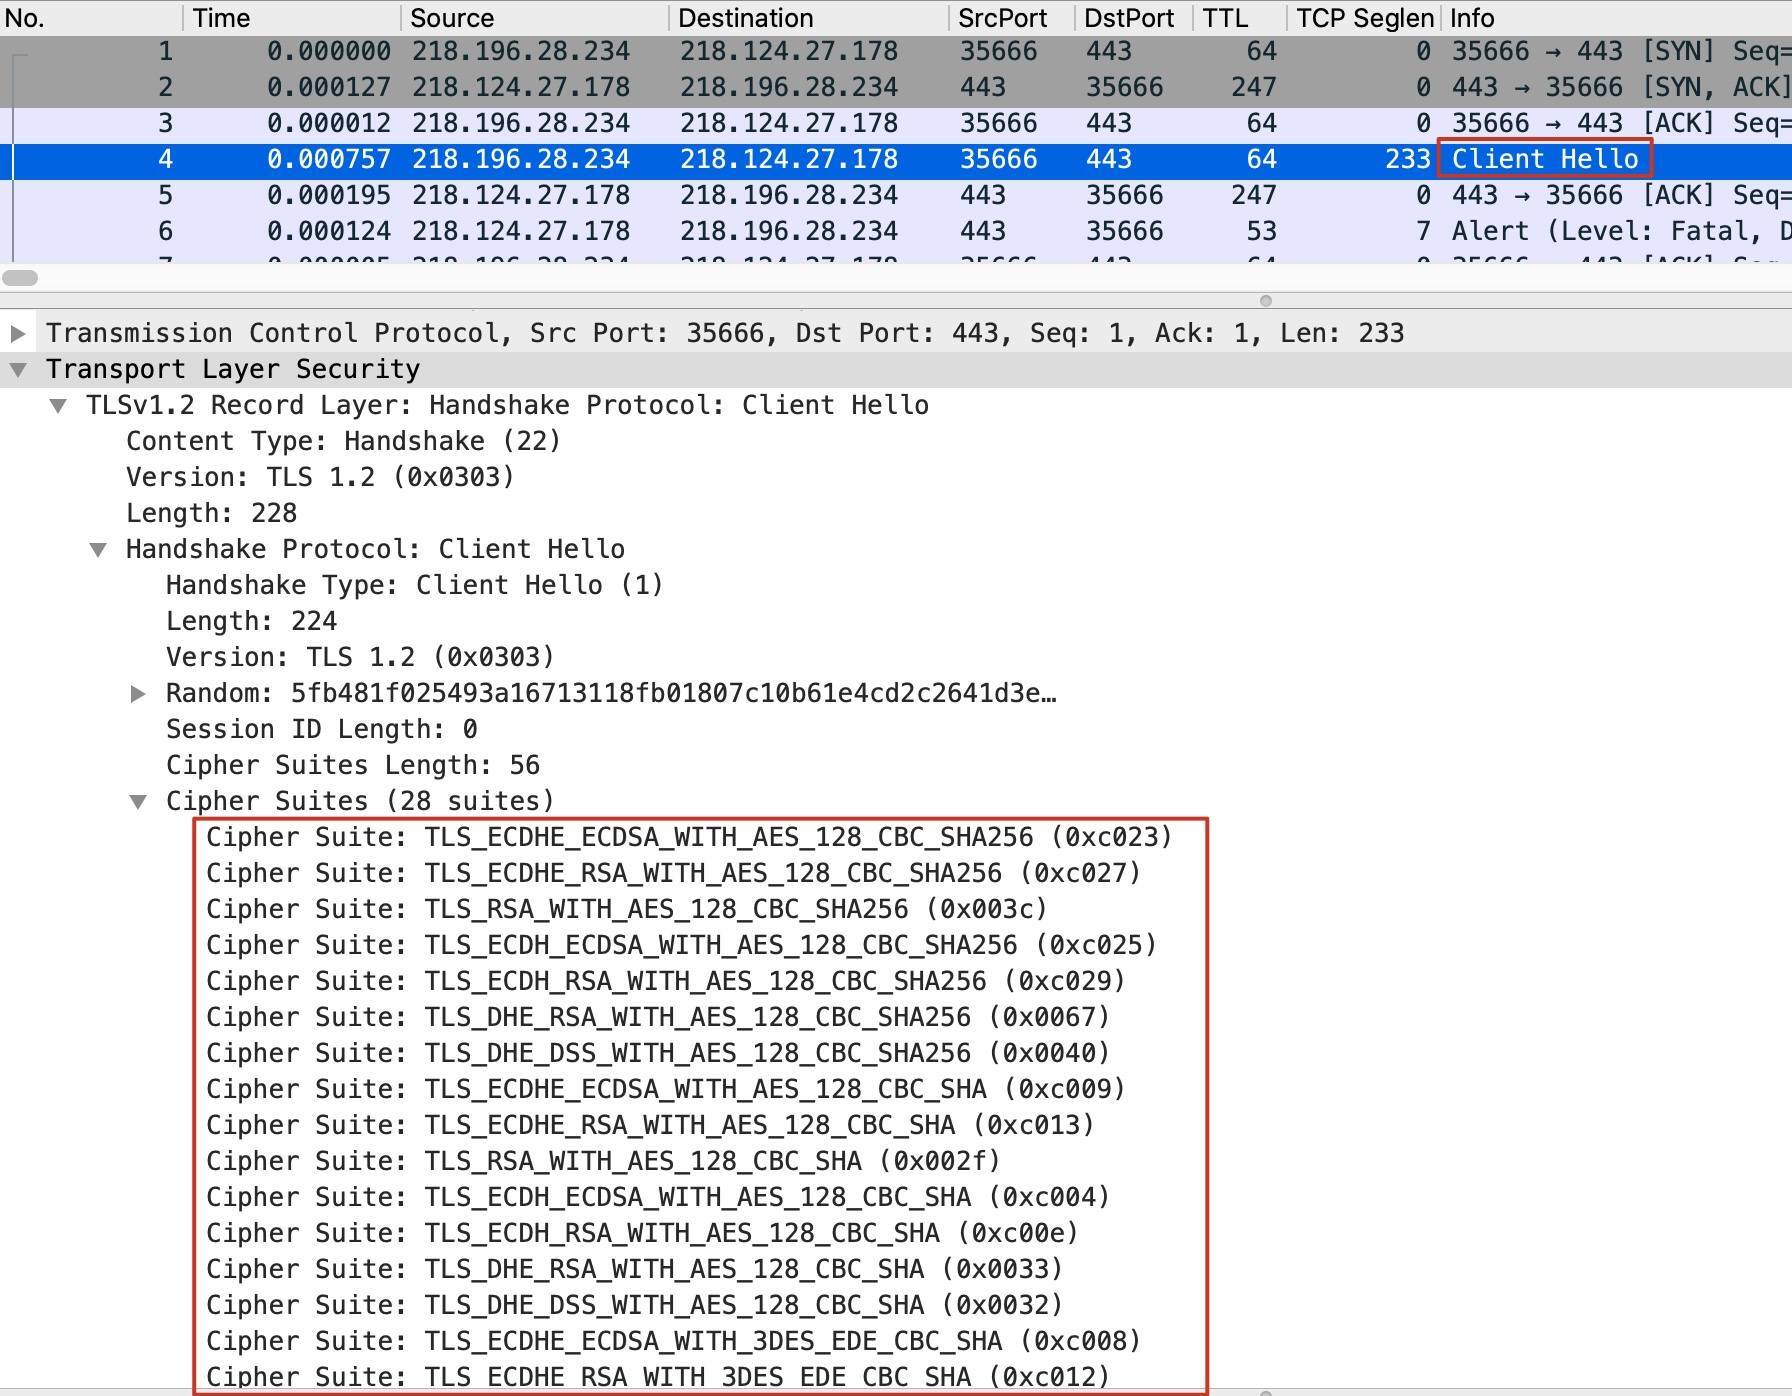 No. Time Source Destination SrcPort DstPort TTL TCP Seglen Info
1 0.000000 218.196.28.234 218.124.27.178 35666 443 64 0 35666 → 443 [SYN] Seq=
2 0.000127 218.124.27.178 218.196.28.234 443 35666 247 0 443 → 35666 [SYN, ACK]
3 0.000012 218.196.28.234 218.124.27.178 35666 443 64 0 35666 → 443 [ACK] Seq=
4 0.000757 218.196.28.234 218.124.27.178 35666 443 64 233 Client Hello
5 0.000195 218.124.27.178 218.196.28.234 443 35666 247 0 443 → 35666 [ACK] Seq=
6 0.000124 218.124.27.178 218.196.28.234 443 35666 53 7 Alert (Level: Fatal, D
Transmission Control Protocol, Src Port: 35666, Dst Port: 443, Seq: 1, Ack: 1, Len: 233
Transport Layer Security
TLSv1.2 Record Layer: Handshake Protocol: Client Hello
Content Type: Handshake (22)
Version: TLS 1.2 (0x0303)
Length: 228
Handshake Protocol: Client Hello
Handshake Type: Client Hello (1)
Length: 224
Version: TLS 1.2 (0x0303)
Random: 5fb481f025493a16713118fb01807c10b61e4cd2c2641d3e…
Session ID Length: 0
Cipher Suites Length: 56
Cipher Suites (28 suites)
Cipher Suite: TLS_ECDHE_ECDSA_WITH_AES_128_CBC_SHA256 (0xc023)
Cipher Suite: TLS_ECDHE_RSA_WITH_AES_128_CBC_SHA256 (0xc027)
Cipher Suite: TLS_RSA_WITH_AES_128_CBC_SHA256 (0x003c)
Cipher Suite: TLS_ECDH_ECDSA_WITH_AES_128_CBC_SHA256 (0xc025)
Cipher Suite: TLS_ECDH_RSA_WITH_AES_128_CBC_SHA256 (0xc029)
Cipher Suite: TLS_DHE_RSA_WITH_AES_128_CBC_SHA256 (0x0067)
Cipher Suite: TLS_DHE_DSS_WITH_AES_128_CBC_SHA256 (0x0040)
Cipher Suite: TLS_ECDHE_ECDSA_WITH_AES_128_CBC_SHA (0xc009)
Cipher Suite: TLS_ECDHE_RSA_WITH_AES_128_CBC_SHA (0xc013)
Cipher Suite: TLS_RSA_WITH_AES_128_CBC_SHA (0x002f)
Cipher Suite: TLS_ECDH_ECDSA_WITH_AES_128_CBC_SHA (0xc004)
Cipher Suite: TLS_ECDH_RSA_WITH_AES_128_CBC_SHA (0xc00e)
Cipher Suite: TLS_DHE_RSA_WITH_AES_128_CBC_SHA (0x0033)
Cipher Suite: TLS_DHE_DSS_WITH_AES_128_CBC_SHA (0x0032)
Cipher Suite: TLS_ECDHE_ECDSA_WITH_3DES_EDE_CBC_SHA (0xc008)
Cipher Suite: TLS_ECDHE_RSA_WITH_3DES_EDE_CBC_SHA (0xc012)